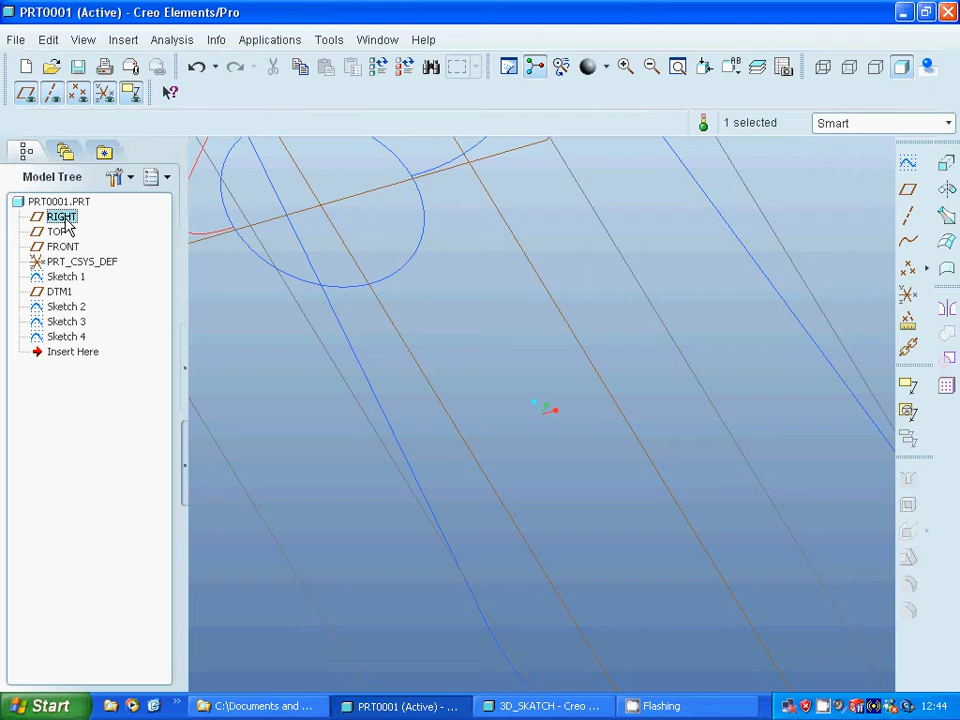 PRT0001 (Active) - Creo Elements/Pro
File Edit View Insert Analysis Info Applications Tools Window Help
1 selected Smart
Model Tree
PRT0001.PRT
RIGHT
TOP
FRONT
PRT_CSYS_DEF
Sketch 1
DTM1
Sketch 2
Sketch 3
Sketch 4
Insert Here
Start C:\Documents and ... PRT0001 (Active) - ... 3D_SKATCH - Creo ... Flashing 12:44